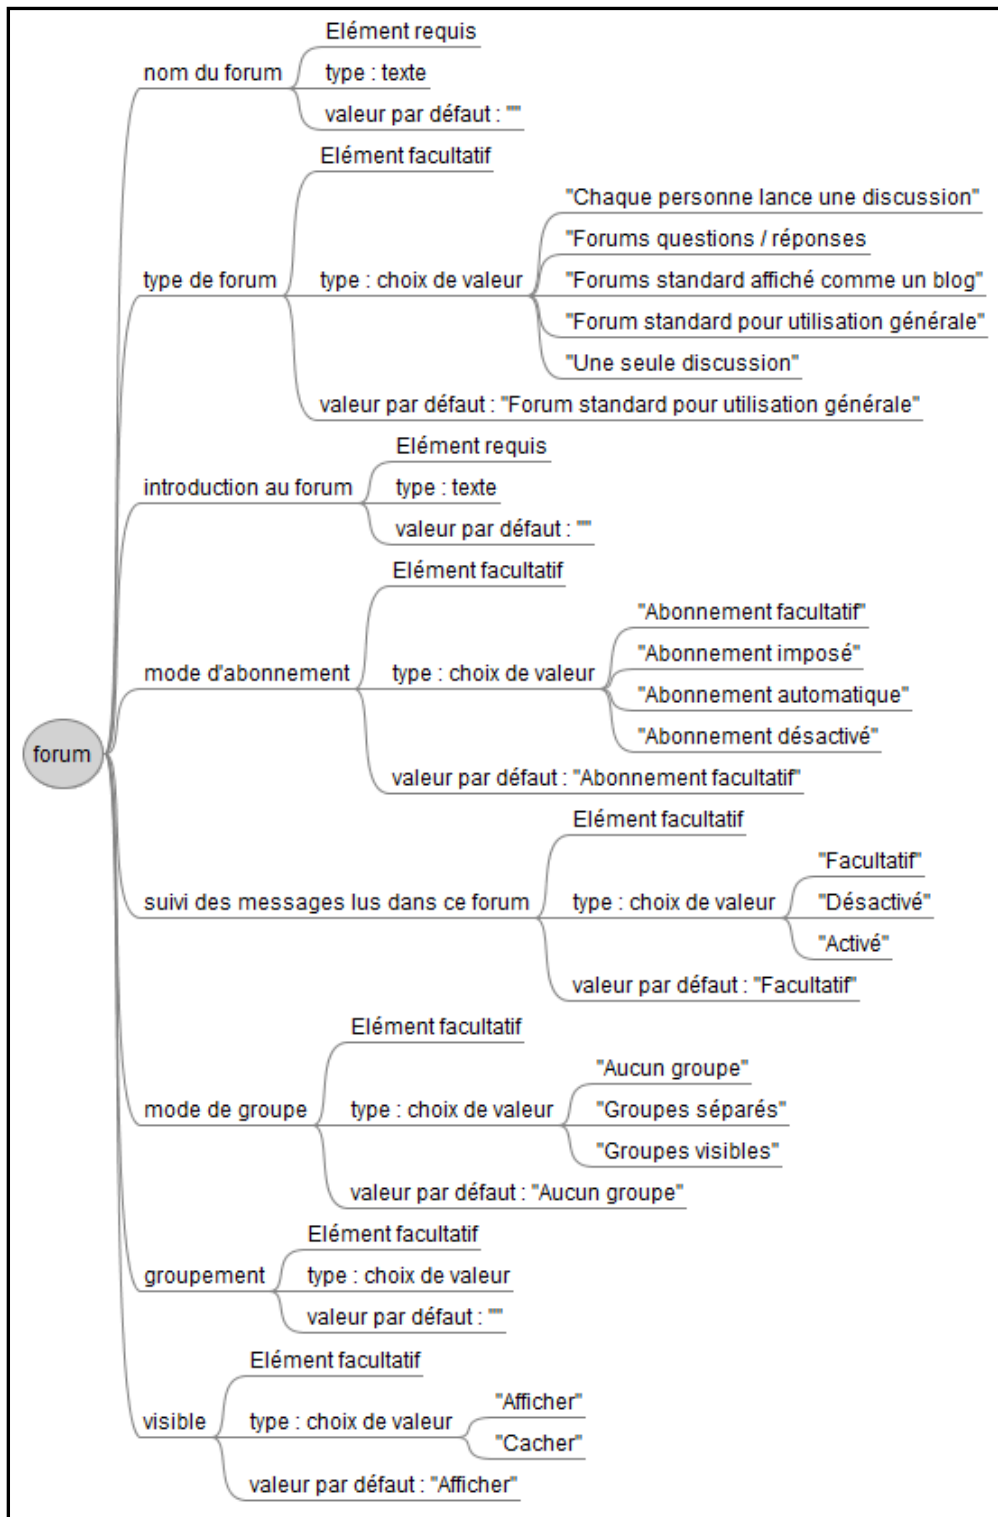 Elément requis
nom du forum
type : texte
valeur par défaut : ""
Elément facultatif
"Chaque personne lance une discussion"
"Forums questions / réponses
type de forum
type : choix de valeur
"Forums standard affiché comme un blog"
"Forum standard pour utilisation générale"
"Une seule discussion"
valeur par défaut : "Forum standard pour utilisation générale"
Elément requis
introduction au forum
type : texte
valeur par défaut : ""
Elément facultatif
"Abonnement facultatif"
"Abonnement imposé"
mode d'abonnement
type : choix de valeur
"Abonnement automatique"
"Abonnement désactivé"
valeur par défaut : "Abonnement facultatif"
forum
Elément facultatif
"Facultatif"
suivi des messages lus dans ce forum
type : choix de valeur
"Désactivé"
"Activé"
valeur par défaut : "Facultatif"
Elément facultatif
"Aucun groupe"
mode de groupe
type : choix de valeur
"Groupes séparés"
"Groupes visibles"
valeur par défaut : "Aucun groupe"
Elément facultatif
groupement
type : choix de valeur
valeur par défaut : ""
Elément facultatif
"Afficher"
visible
type : choix de valeur
"Cacher"
valeur par défaut : "Afficher"